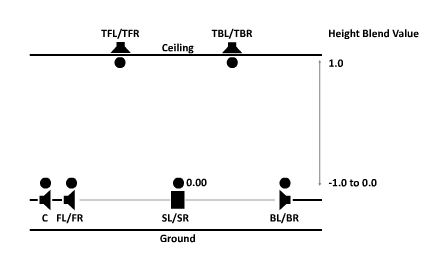 TFL/TFR
TBL/TBR
Height Blend Value
Ceiling
1.0
0.00
-1.0 to 0.0
C
FL/FR
SL/SR
BL/BR
Ground